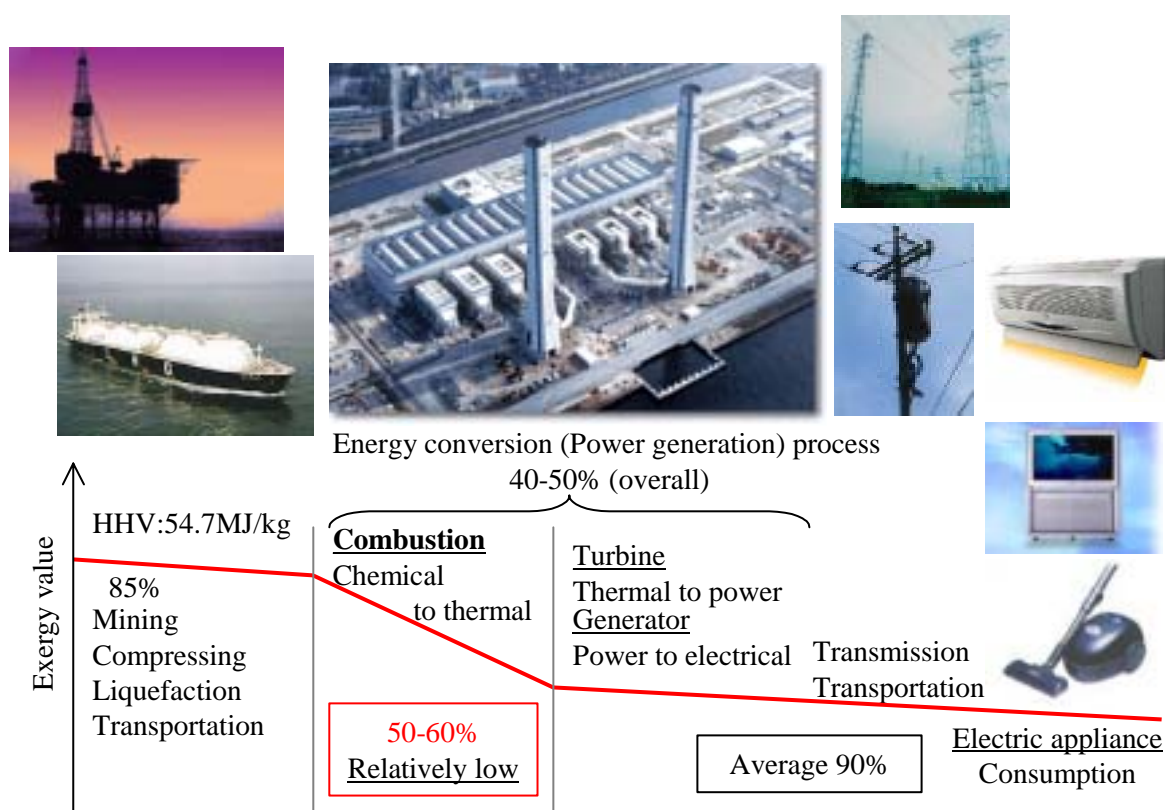 Energy conversion (Power generation) process
40-50% (overall)
Exergy value
HHV:54.7MJ/kg
85%
Mining
Compressing
Liquefaction
Transportation
Combustion
Chemical
to thermal
50-60%
Relatively low
Turbine
Thermal to power
Generator
Power to electrical
Transmission
Transportation
Average 90%
Electric appliance
Consumption